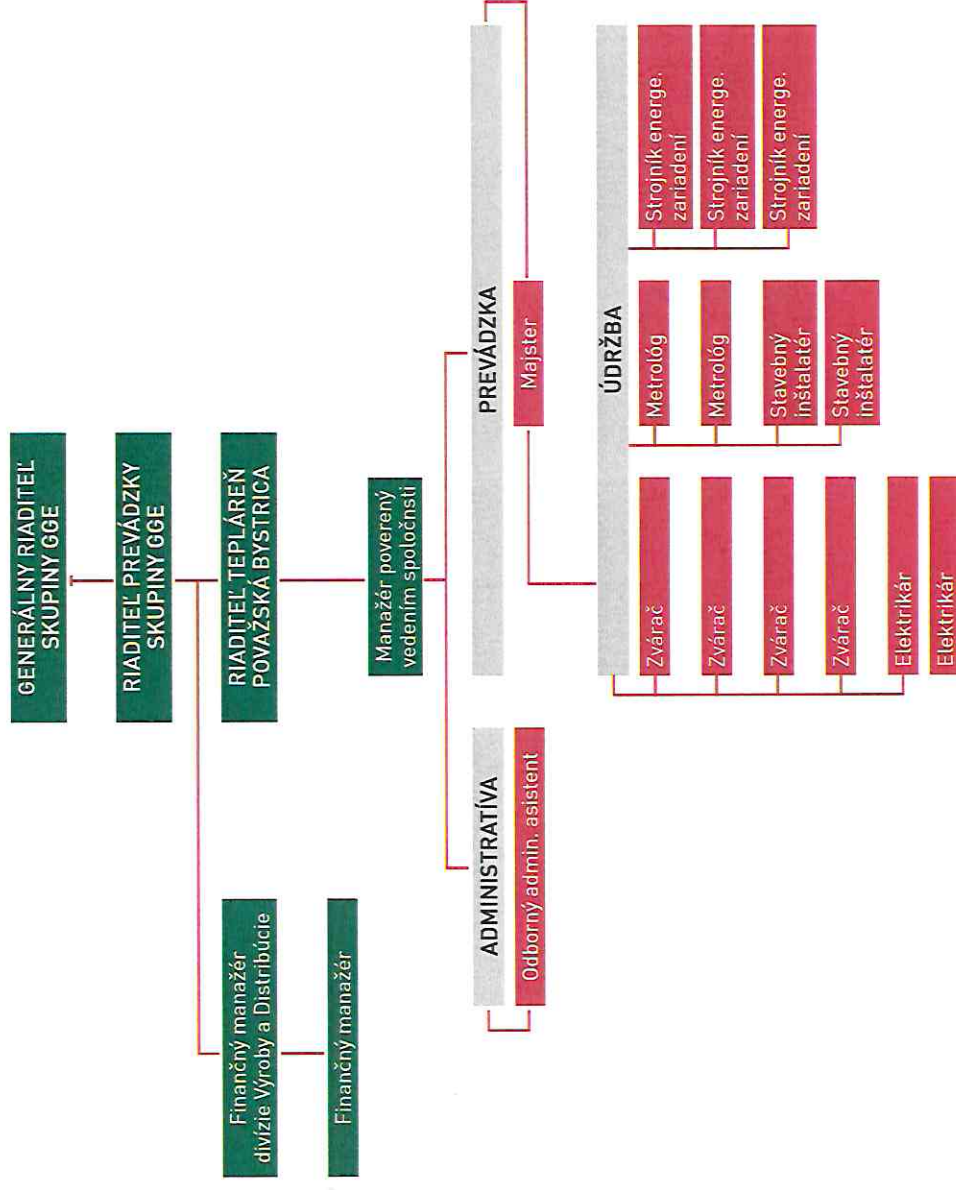 GENERÁLNY RIADITEĽ
SKUPINY GGE
RIADITEĽ PREVÁDZKY
SKUPINY GGE
Finančný manažér
divízie Výroby a Distribúcie
RIADITEĽ TEPLÁREŇ
POVAŽSKÁ BYSTRICA
Finančný manažér
Manažér poverený
vedením spoločnsti
ADMINISTRATÍVA
Odborný admin. asistent
PREVÁDZKA
Majster
ÚDRŽBA
Zvárač
Zvárač
Zvárač
Zvárač
Elektrikár
Elektrikár
Metrológ
Metrológ
Stavebný
inštalatér
Stavebný
inštalatér
Strojník energe.
zariadení
Strojník energe.
zariadení
Strojník energe.
zariadení